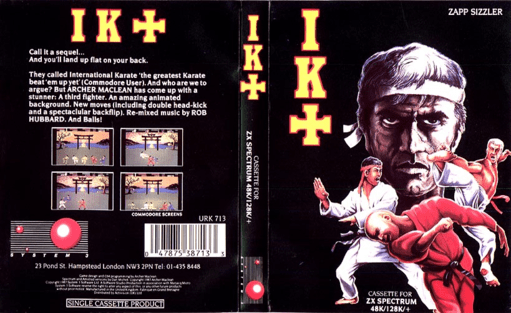 IK+
Call it a sequel...
And you'll land up flat on your back.
They called International Karate 'the greatest Karate
beat 'em up yet' (Commodore User). And who are we to
argue? But ARCHER MACLEAN has come up with a
stunner: A third fighter. An amazing animated
background. New moves (including double head-kick
and a spectacular backflip). Re-mixed music by ROB
HUBBARD. And Balls!
COMMODORE SCREENS
URK 713
SYSTEM 3
0 47875 38713 1
23 Pond St. Hampstead London NW3 2PN Tel: 01-435 8448
SINGLE CASSETTE PRODUCT
IK+
CASSETTE FOR
ZX SPECTRUM 48K/128K/+
ZAPP SIZZLER
IK+
CASSETTE FOR
ZX SPECTRUM
48K/128K/+